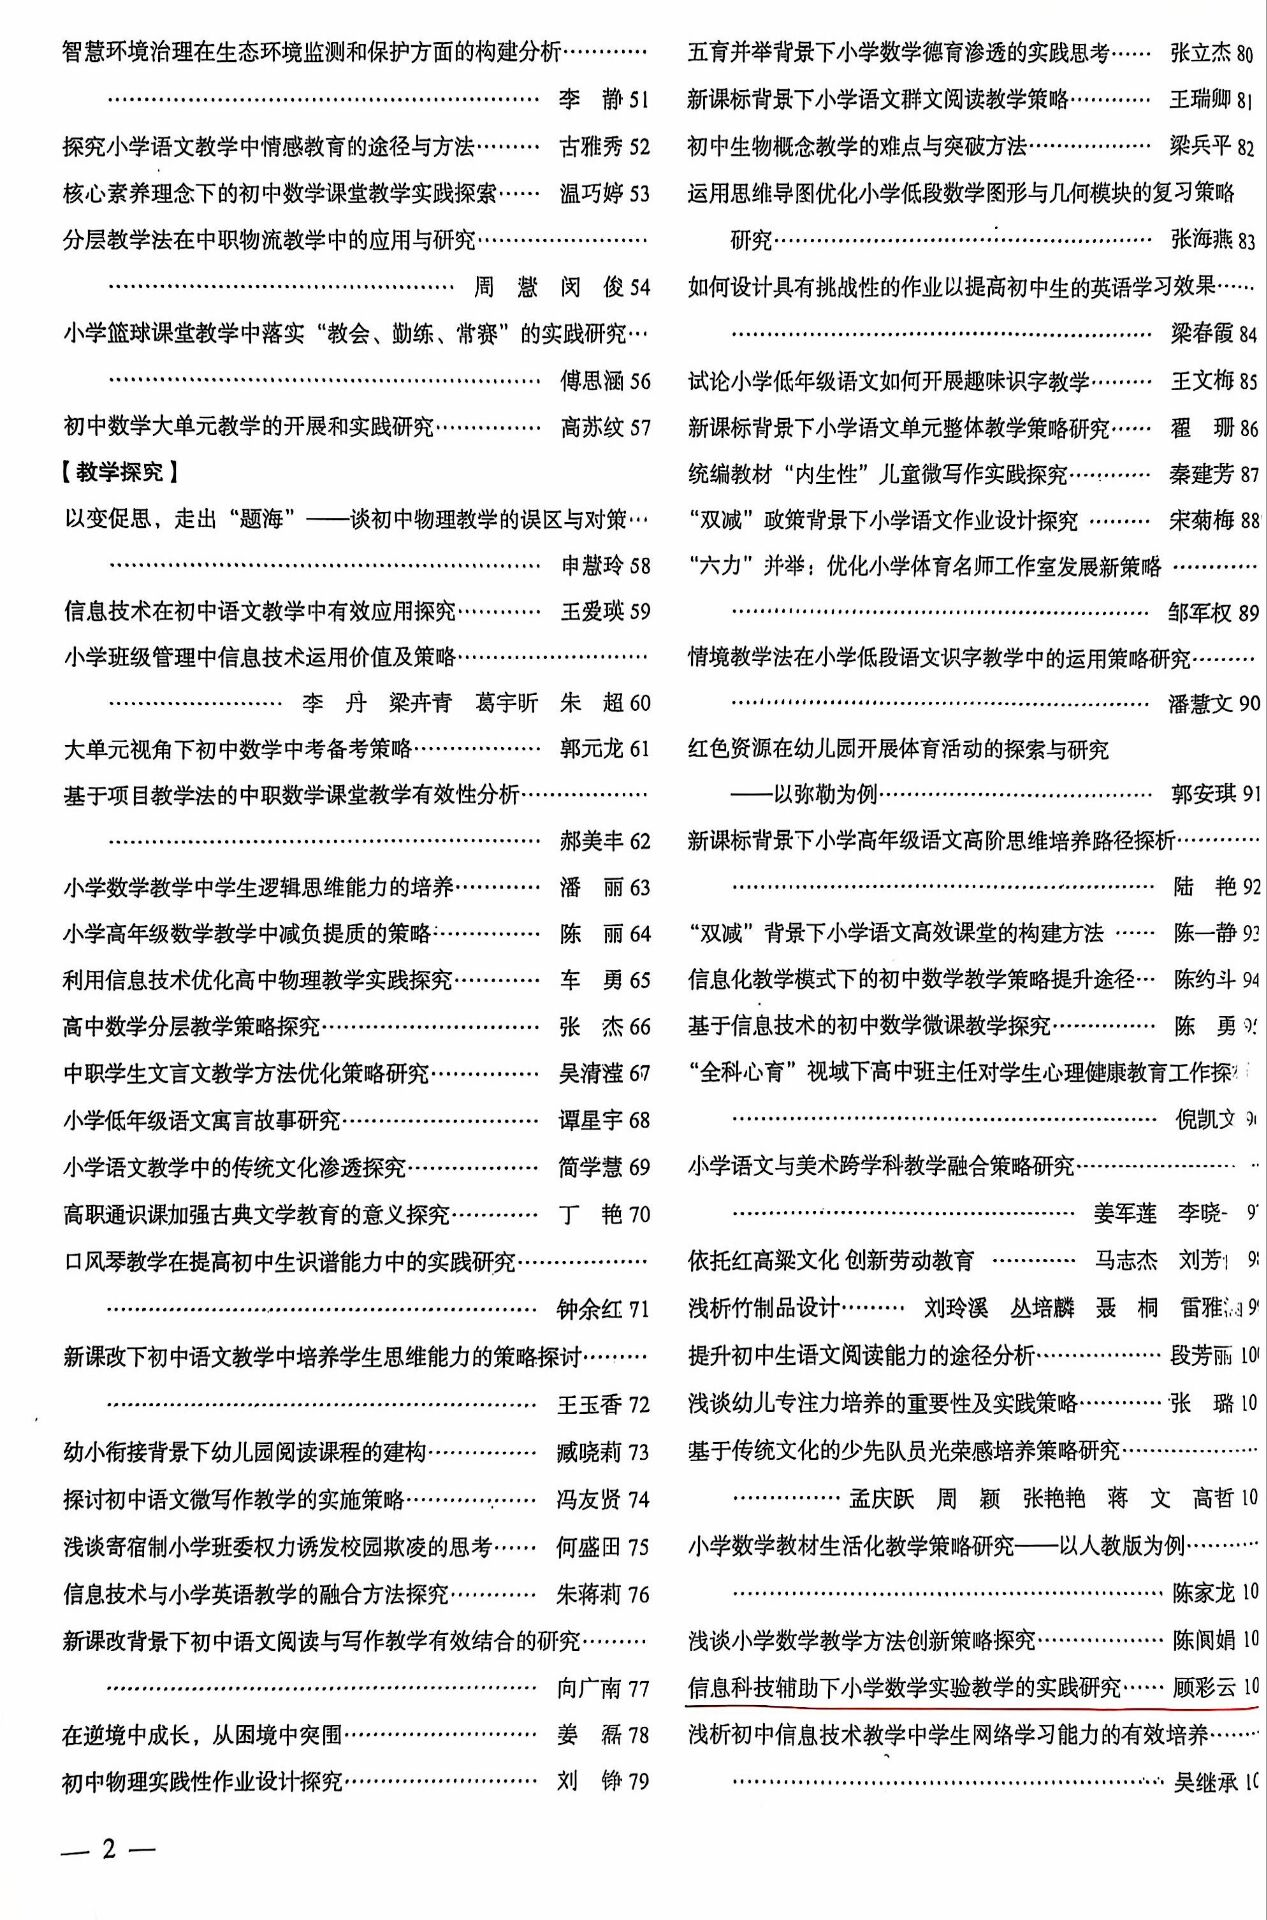 智慧环境治理在生态环境监测和保护方面的构建分析…………
………………………………………………………… 李　静 51
探究小学语文教学中情感教育的途径与方法……… 古雅秀 52
核心素养理念下的初中数学课堂教学实践探索…… 温巧婷 53
分层教学法在中职物流教学中的应用与研究……………………
……………………………………………… 周　慧　闵　俊 54
小学篮球课堂教学中落实“教会、勤练、常赛”的实践研究…
………………………………………………………… 傅思涵 56
初中数学大单元教学的开展和实践研究…………… 高苏纹 57
【教学探究】
以变促思，走出“题海”——谈初中物理教学的误区与对策…
………………………………………………………… 申慧玲 58
信息技术在初中语文教学中有效应用探究………… 王爱瑛 59
小学班级管理中信息技术运用价值及策略………………………
…………………… 李　丹　梁卉青　葛宇昕　朱　超 60
大单元视角下初中数学中考备考策略……………… 郭元龙 61
基于项目教学法的中职数学课堂教学有效性分析………………
………………………………………………………… 郝美丰 62
小学数学教学中学生逻辑思维能力的培养………… 潘　丽 63
小学高年级数学教学中减负提质的策略…………… 陈　丽 64
利用信息技术优化高中物理教学实践探究………… 车　勇 65
高中数学分层教学策略探究………………………… 张　杰 66
中职学生文言文教学方法优化策略研究…………… 吴清滢 67
小学低年级语文寓言故事研究……………………… 谭星宇 68
小学语文教学中的传统文化渗透探究……………… 简学慧 69
高职通识课加强古典文学教育的意义探究………… 丁　艳 70
口风琴教学在提高初中生识谱能力中的实践研究………………
………………………………………………………… 钟余红 71
新课改下初中语文教学中培养学生思维能力的策略探讨………
………………………………………………………… 王玉香 72
幼小衔接背景下幼儿园阅读课程的建构…………… 臧晓莉 73
探讨初中语文微写作教学的实施策略……………… 冯友贤 74
浅谈寄宿制小学班委权力诱发校园欺凌的思考…… 何盛田 75
信息技术与小学英语教学的融合方法探究………… 朱蒋莉 76
新课改背景下初中语文阅读与写作教学有效结合的研究………
………………………………………………………… 向广南 77
在逆境中成长，从困境中突围……………………… 姜　磊 78
初中物理实践性作业设计探究……………………… 刘　铮 79
五育并举背景下小学数学德育渗透的实践思考…… 张立杰 80
新课标背景下小学语文群文阅读教学策略………… 王瑞卿 81
初中生物概念教学的难点与突破方法……………… 梁兵平 82
运用思维导图优化小学低段数学图形与几何模块的复习策略
研究………………………………………………… 张海燕 83
如何设计具有挑战性的作业以提高初中生的英语学习效果……
………………………………………………………… 梁春霞 84
试论小学低年级语文如何开展趣味识字教学……… 王文梅 85
新课标背景下小学语文单元整体教学策略研究…… 翟　珊 86
统编教材“内生性”儿童微写作实践探究………… 秦建芳 87
“双减”政策背景下小学语文作业设计探究 ……… 宋菊梅 88
“六力”并举：优化小学体育名师工作室发展新策略 …………
………………………………………………………… 邹军权 89
情境教学法在小学低段语文识字教学中的运用策略研究………
………………………………………………………… 潘慧文 90
红色资源在幼儿园开展体育活动的探索与研究
——以弥勒为例…………………………………… 郭安琪 91
新课标背景下小学高年级语文高阶思维培养路径探析…………
………………………………………………………… 陆　艳 92
“双减”背景下小学语文高效课堂的构建方法 …… 陈一静 93
信息化教学模式下的初中数学教学策略提升途径… 陈约斗 94
基于信息技术的初中数学微课教学探究…………… 陈　勇 95
“全科心育”视域下高中班主任对学生心理健康教育工作探
………………………………………………………… 倪凯文
小学语文与美术跨学科教学融合策略研究………………………
……………………………………………… 姜军莲　李晓
依托红高粱文化 创新劳动教育 ………… 马志杰　刘芳
浅析竹制品设计……… 刘玲溪　丛培麟　聂　桐　雷雅
提升初中生语文阅读能力的途径分析……………… 段芳丽 10
浅谈幼儿专注力培养的重要性及实践策略………… 张　璐 10
基于传统文化的少先队员光荣感培养策略研究…………………
…………… 孟庆跃　周　颖　张艳艳　蒋　文　高哲 10
小学数学教材生活化教学策略研究——以人教版为例…………
………………………………………………………… 陈家龙 10
浅谈小学数学教学方法创新策略探究……………… 陈阆娟 10
信息科技辅助下小学数学实验教学的实践研究…… 顾彩云 10
浅析初中信息技术教学中学生网络学习能力的有效培养………
………………………………………………………… 吴继承 10
— 2 —